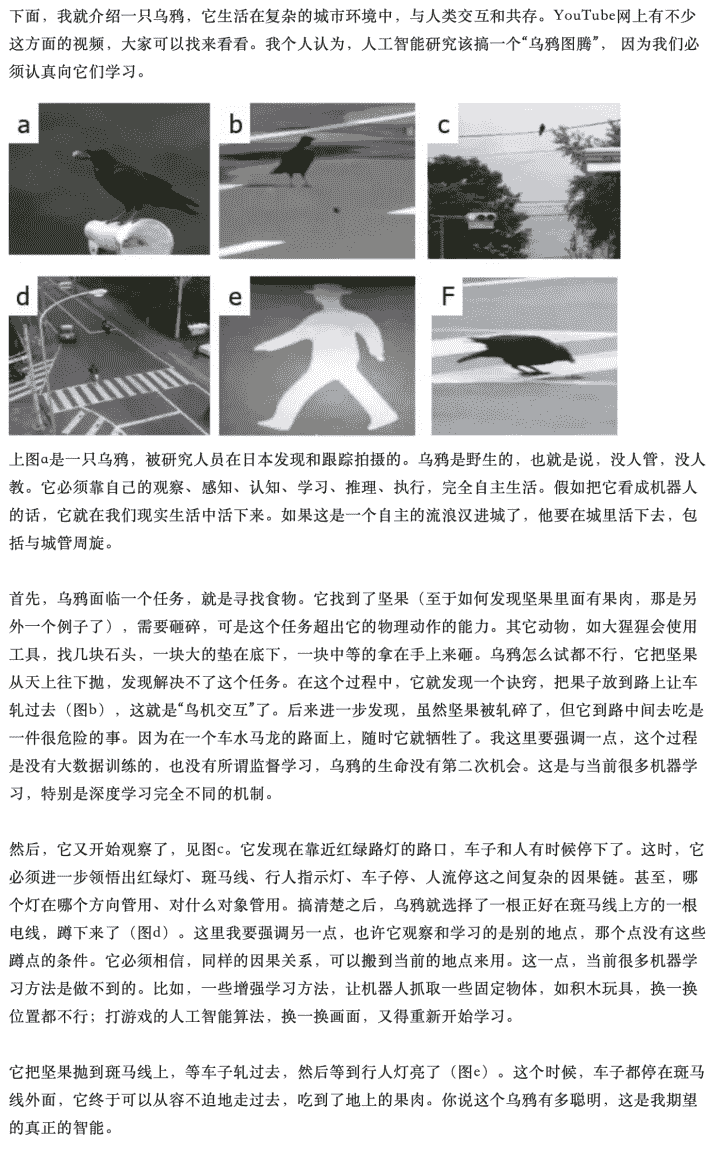 下面，我就介绍一只乌鸦，它生活在复杂的城市环境中，与人类交互和共存。YouTube网上有不少
这方面的视频，大家可以找来看看。我个人认为，人工智能研究该搞一个“乌鸦图腾”， 因为我们必
须认真向它们学习。
a
b
c
d
e
F
上图a是一只乌鸦，被研究人员在日本发现和跟踪拍摄的。乌鸦是野生的，也就是说，没人管，没人
教。它必须靠自己的观察、感知、认知、学习、推理、执行，完全自主生活。假如把它看成机器人
的话，它就在我们现实生活中活下来。如果这是一个自主的流浪汉进城了，他要在城里活下去，包
括与城管周旋。
首先，乌鸦面临一个任务，就是寻找食物。它找到了坚果（至于如何发现坚果里面有果肉，那是另
外一个例子了），需要砸碎，可是这个任务超出它的物理动作的能力。其它动物，如大猩猩会使用
工具，找几块石头，一块大的垫在底下，一块中等的拿在手上来砸。乌鸦怎么试都不行，它把坚果
从天上往下抛，发现解决不了这个任务。在这个过程中，它就发现一个诀窍，把果子放到路上让车
轧过去（图b），这就是“鸟机交互”了。后来进一步发现，虽然坚果被轧碎了，但它到路中间去吃是
一件很危险的事。因为在一个车水马龙的路面上，随时它就牺牲了。我这里要强调一点，这个过程
是没有大数据训练的，也没有所谓监督学习，乌鸦的生命没有第二次机会。这是与当前很多机器学
习，特别是深度学习完全不同的机制。
然后，它又开始观察了，见图c。它发现在靠近红绿路灯的路口，车子和人有时候停下了。这时，它
必须进一步领悟出红绿灯、斑马线、行人指示灯、车子停、人流停这之间复杂的因果链。甚至，哪
个灯在哪个方向管用、对什么对象管用。搞清楚之后，乌鸦就选择了一根正好在斑马线上方的一根
电线，蹲下来了（图d）。这里我要强调另一点，也许它观察和学习的是别的地点，那个点没有这些
蹲点的条件。它必须相信，同样的因果关系，可以搬到当前的地点来用。这一点，当前很多机器学
习方法是做不到的。比如，一些增强学习方法，让机器人抓取一些固定物体，如积木玩具，换一换
位置都不行；打游戏的人工智能算法，换一换画面，又得重新开始学习。
它把坚果抛到斑马线上，等车子轧过去，然后等到行人灯亮了（图e）。这个时候，车子都停在斑马
线外面，它终于可以从容不迫地走过去，吃到了地上的果肉。你说这个乌鸦有多聪明，这是我期望
的真正的智能。